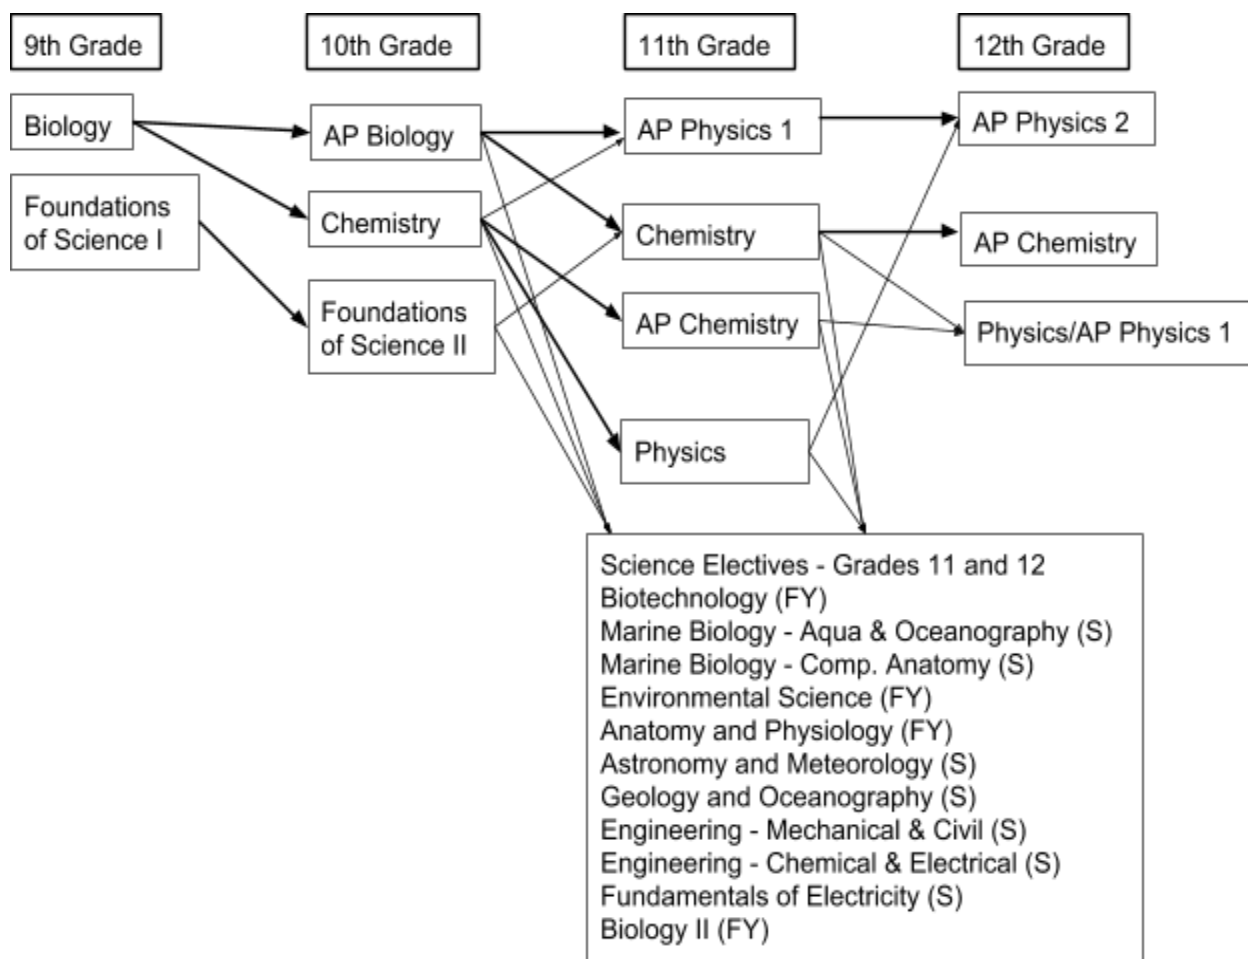 9th Grade
10th Grade
11th Grade
12th Grade
Biology
AP Biology
AP Physics 1
AP Physics 2
Foundations
of Science I
Chemistry
Chemistry
AP Chemistry
Foundations
of Science II
AP Chemistry
Physics/AP Physics 1
Physics
Science Electives - Grades 11 and 12
Biotechnology (FY)
Marine Biology - Aqua & Oceanography (S)
Marine Biology - Comp. Anatomy (S)
Environmental Science (FY)
Anatomy and Physiology (FY)
Astronomy and Meteorology (S)
Geology and Oceanography (S)
Engineering - Mechanical & Civil (S)
Engineering - Chemical & Electrical (S)
Fundamentals of Electricity (S)
Biology II (FY)